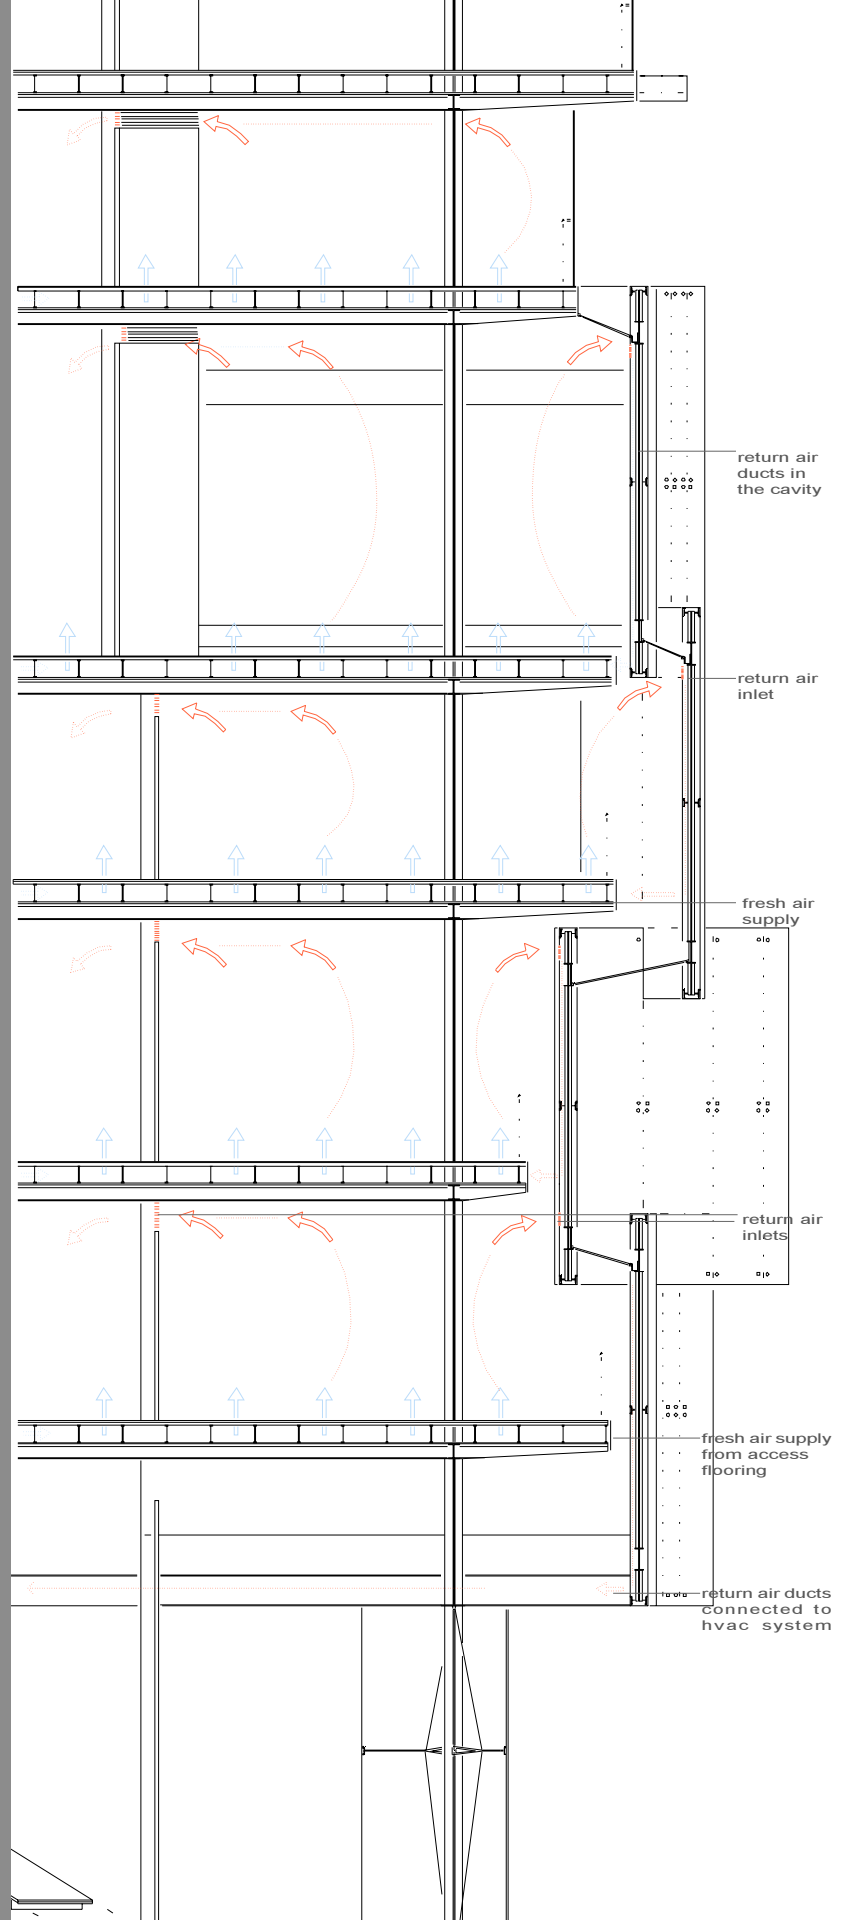 return air
ducts in
the cavity
return air
inlet
fresh air
supply
return air
inlets
fresh air supply
from access
flooring
return air ducts
connected to
hvac system